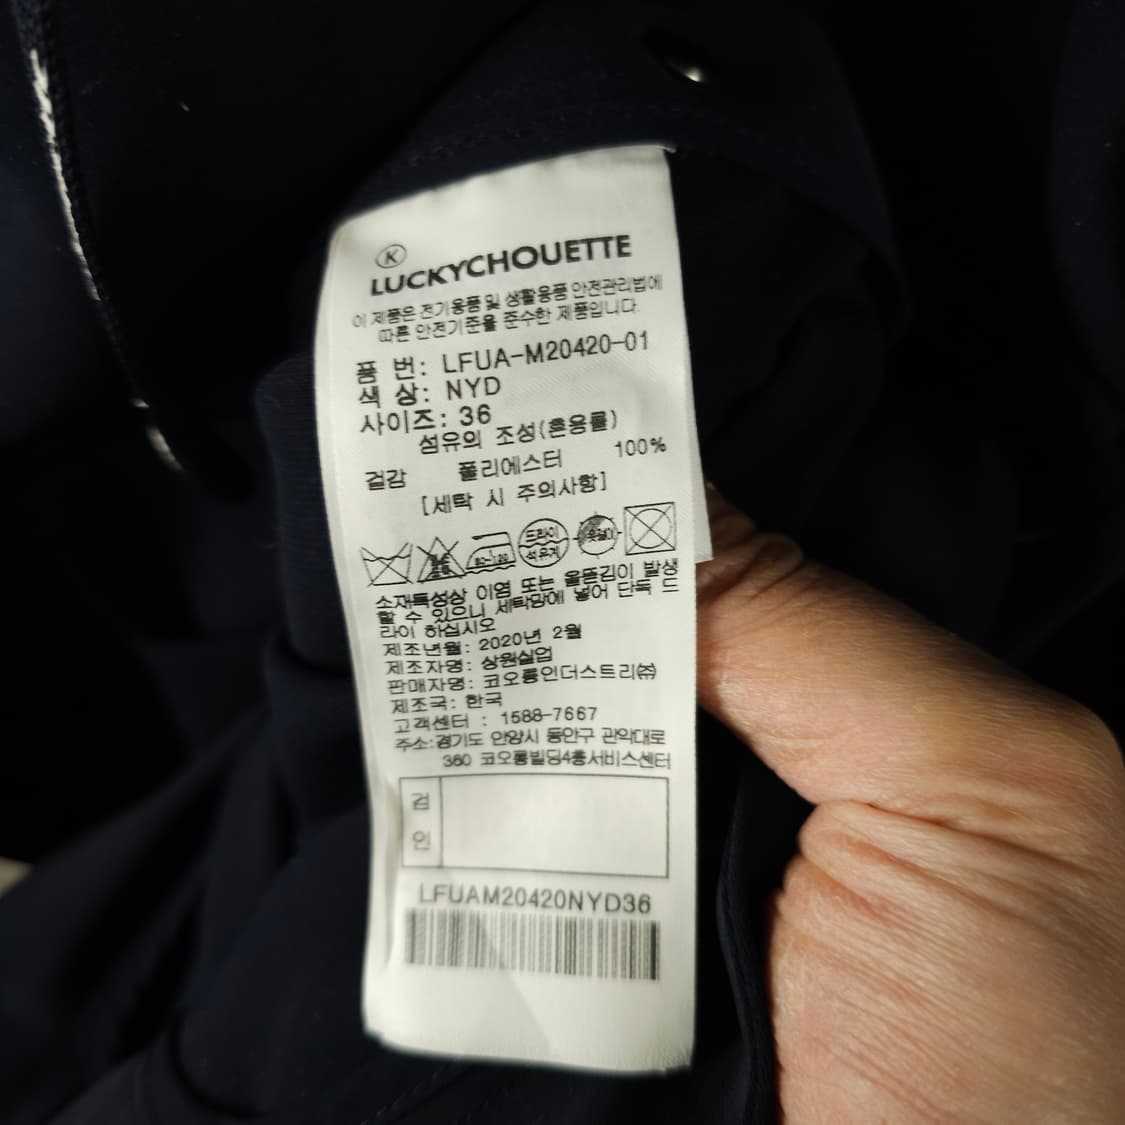 K
LUCKYCHOUETTE
이 제품은 전기용품 및 생활용품 안전관리법에
따른 안전기준을 준수한 제품입니다.
품 번: LFUA-M20420-01
색 상: NYD
사이즈: 36
섬유의 조성(혼용률)
겉감 폴리에스터 100%
[세탁 시 주의사항]
드라이
석유계
옷걸이
소재특성상 이염 또는 올뜯김이 발생
할 수 있으니 세탁망에 넣어 단독 드
라이 하십시오
제조년월: 2020년 2월
제조자명: 상원실업
판매자명: 코오롱인더스트리㈜
제조국: 한국
고객센터 : 1588-7667
주소:경기도 안양시 동안구 관악대로
360 코오롱빌딩4층서비스센터
검
인
LFUAM20420NYD36